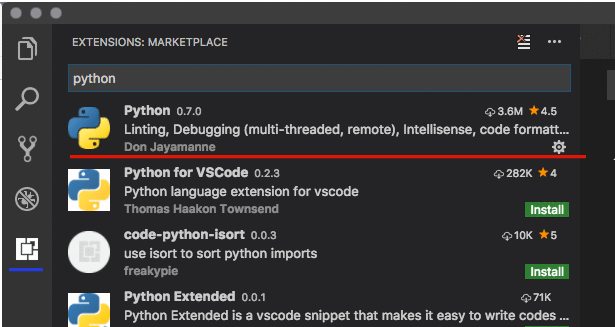 EXTENSIONS: MARKETPLACE
python
Python 0.7.0 3.6M 4.5
Linting, Debugging (multi-threaded, remote), Intellisense, code formatt...
Don Jayamanne
Python for VSCode 0.2.3 282K 4
Python language extension for vscode
Thomas Haakon Townsend Install
code-python-isort 0.0.3 10K 5
use isort to sort python imports
freakypie Install
Python Extended 0.0.1 71K
Python Extended is a vscode snippet that makes it easy to write codes ...